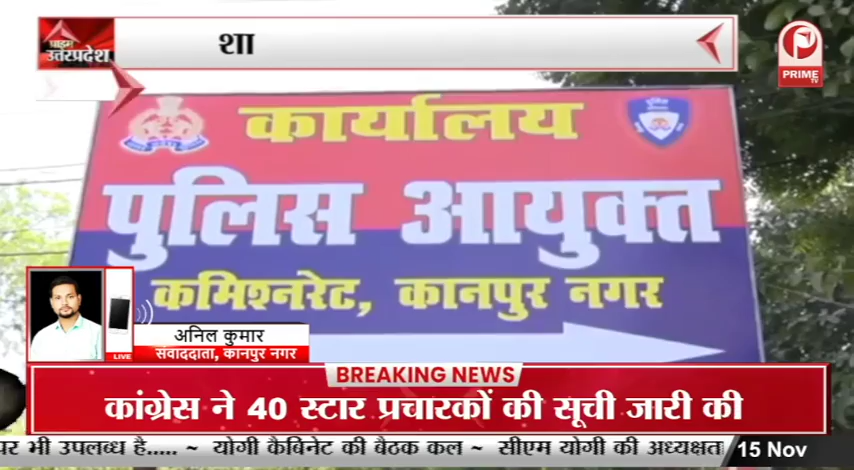 प्राइम
उत्तरप्रदेश
शा
PRIME
TV
कार्यालय
पुलिस आयुक्त
कमिश्नरेट, कानपुर नगर
अनिल कुमार
LIVE
संवाददाता, कानपुर नगर
BREAKING NEWS
कांग्रेस ने 40 स्टार प्रचारकों की सूची जारी की
पर भी उपलब्ध है..... ~ योगी कैबिनेट की बैठक कल ~ सीएम योगी की अध्यक्षत
15 Nov